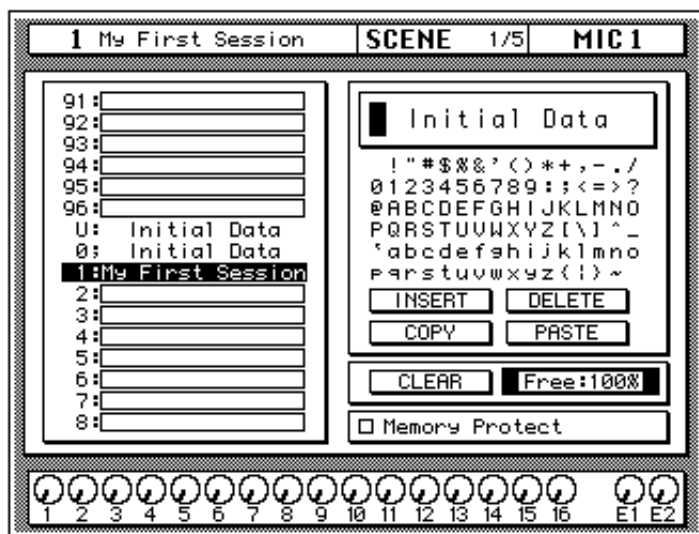 1 My First Session SCENE 1/5 MIC 1
91:
92:
93:
94:
95:
96:
U: Initial Data
0; Initial Data
1:My First Session
2:
3:
4:
5:
6:
7:
8:
Initial Data
!"#$%&'()*+,-./
0123456789:;<=>?
@ABCDEFGHIJKLMNO
PQRSTUVWXYZ[\]^_
`abcdefghijklmno
pqrstuvwxyz{|}~
INSERT DELETE
COPY PASTE
CLEAR Free:100%
Memory Protect
1 2 3 4 5 6 7 8 9 10 11 12 13 14 15 16 E1 E2